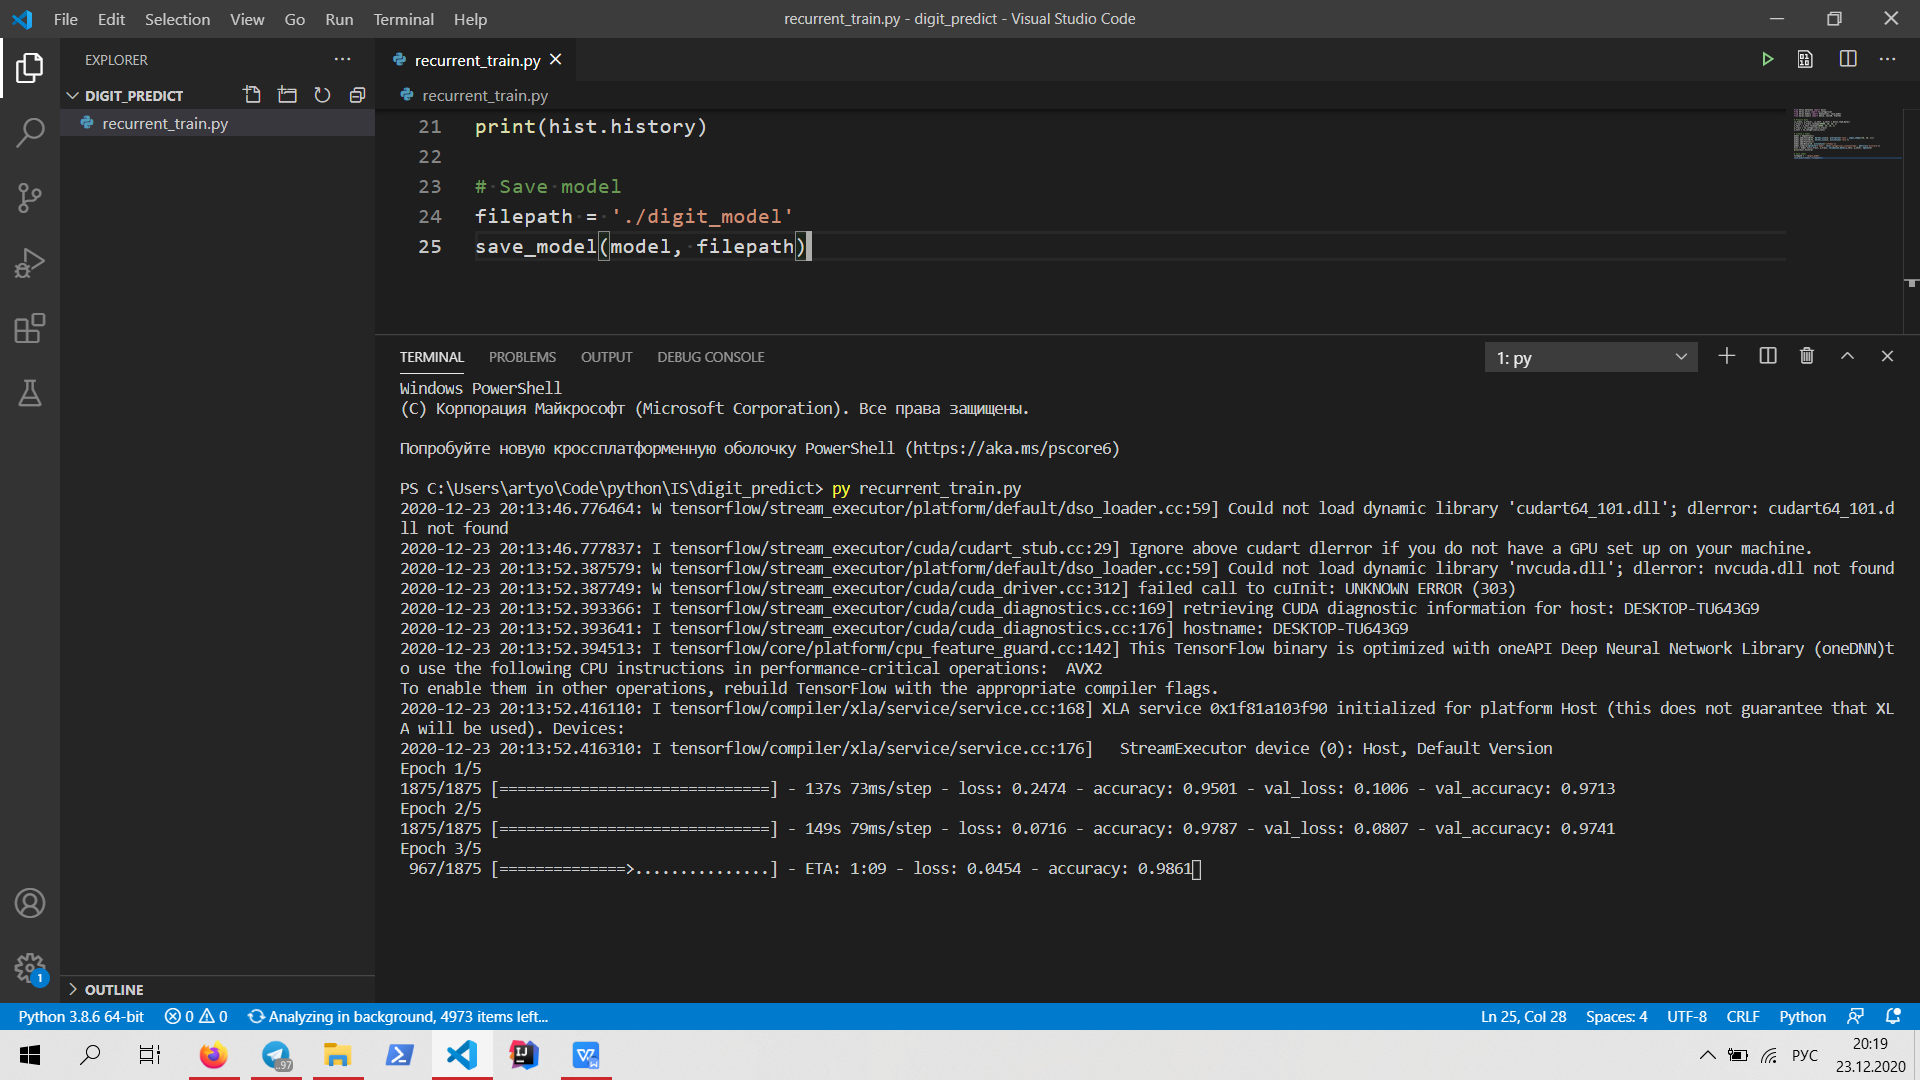 File Edit Selection View Go Run Terminal Help
recurrent_train.py - digit_predict - Visual Studio Code
EXPLORER
DIGIT_PREDICT
recurrent_train.py
recurrent_train.py
recurrent_train.py
21 print(hist.history)
22
23 # Save model
24 filepath = './digit_model'
25 save_model(model, filepath)
TERMINAL PROBLEMS OUTPUT DEBUG CONSOLE
1: py
Windows PowerShell
(C) Корпорация Майкрософт (Microsoft Corporation). Все права защищены.
Попробуйте новую кроссплатформенную оболочку PowerShell (https://aka.ms/pscore6)
PS C:\Users\artyo\Code\python\IS\digit_predict> py recurrent_train.py
2020-12-23 20:13:46.776464: W tensorflow/stream_executor/platform/default/dso_loader.cc:59] Could not load dynamic library 'cudart64_101.dll'; dlerror: cudart64_101.d
ll not found
2020-12-23 20:13:46.777837: I tensorflow/stream_executor/cuda/cudart_stub.cc:29] Ignore above cudart dlerror if you do not have a GPU set up on your machine.
2020-12-23 20:13:52.387579: W tensorflow/stream_executor/platform/default/dso_loader.cc:59] Could not load dynamic library 'nvcuda.dll'; dlerror: nvcuda.dll not found
2020-12-23 20:13:52.387749: W tensorflow/stream_executor/cuda/cuda_driver.cc:312] failed call to cuInit: UNKNOWN ERROR (303)
2020-12-23 20:13:52.393366: I tensorflow/stream_executor/cuda/cuda_diagnostics.cc:169] retrieving CUDA diagnostic information for host: DESKTOP-TU643G9
2020-12-23 20:13:52.393641: I tensorflow/stream_executor/cuda/cuda_diagnostics.cc:176] hostname: DESKTOP-TU643G9
2020-12-23 20:13:52.394513: I tensorflow/core/platform/cpu_feature_guard.cc:142] This TensorFlow binary is optimized with oneAPI Deep Neural Network Library (oneDNN)t
o use the following CPU instructions in performance-critical operations:  AVX2
To enable them in other operations, rebuild TensorFlow with the appropriate compiler flags.
2020-12-23 20:13:52.416110: I tensorflow/compiler/xla/service/service.cc:168] XLA service 0x1f81a103f90 initialized for platform Host (this does not guarantee that XL
A will be used). Devices:
2020-12-23 20:13:52.416310: I tensorflow/compiler/xla/service/service.cc:176]   StreamExecutor device (0): Host, Default Version
Epoch 1/5
1875/1875 [==============================] - 137s 73ms/step - loss: 0.2474 - accuracy: 0.9501 - val_loss: 0.1006 - val_accuracy: 0.9713
Epoch 2/5
1875/1875 [==============================] - 149s 79ms/step - loss: 0.0716 - accuracy: 0.9787 - val_loss: 0.0807 - val_accuracy: 0.9741
Epoch 3/5
967/1875 [==============>...............] - ETA: 1:09 - loss: 0.0454 - accuracy: 0.9861
1
OUTLINE
Python 3.8.6 64-bit 0 0 Analyzing in background, 4973 items left... Ln 25, Col 28 Spaces: 4 UTF-8 CRLF Python
..97
РУС
20:19
23.12.2020